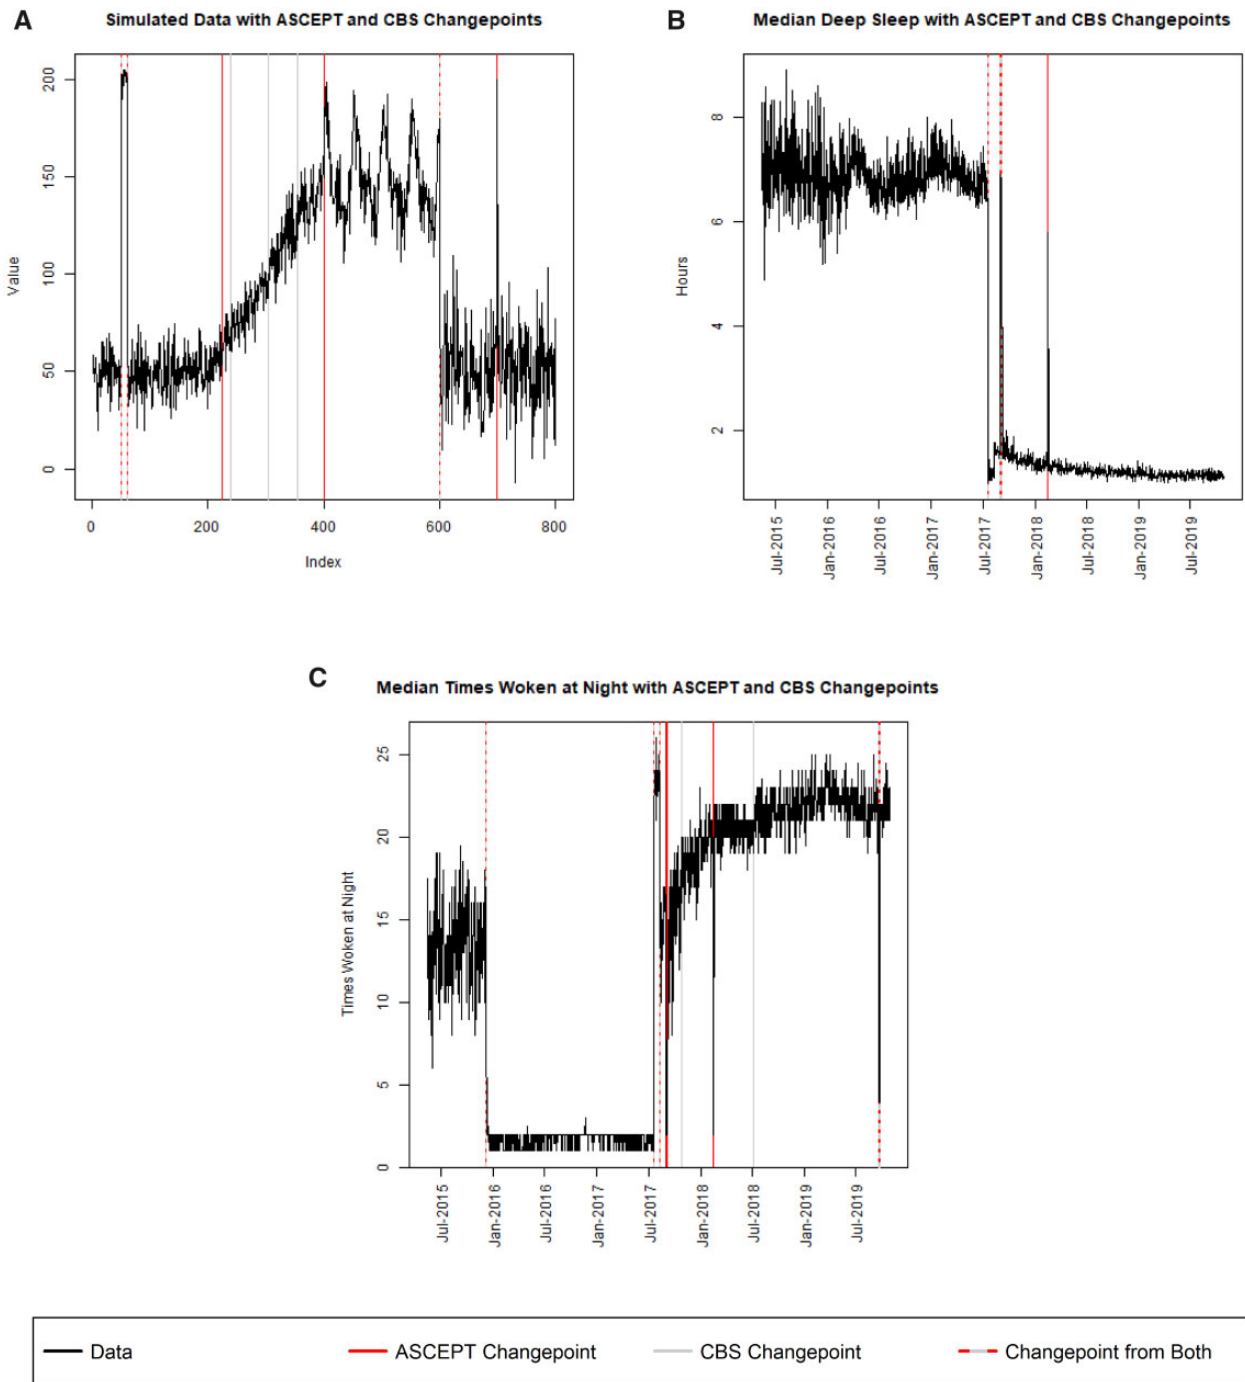 A
Simulated Data with ASCEPT and CBS Changepoints
Value
200
150
100
50
0
0 200 400 600 800
Index
B
Median Deep Sleep with ASCEPT and CBS Changepoints
Hours
8
6
4
2
Jul-2015 Jan-2016 Jul-2016 Jan-2017 Jul-2017 Jan-2018 Jul-2018 Jan-2019 Jul-2019
C
Median Times Woken at Night with ASCEPT and CBS Changepoints
Times Woken at Night
25
20
15
10
5
0
Jul-2015 Jan-2016 Jul-2016 Jan-2017 Jul-2017 Jan-2018 Jul-2018 Jan-2019 Jul-2019
Data ASCEPT Changepoint CBS Changepoint Changepoint from Both